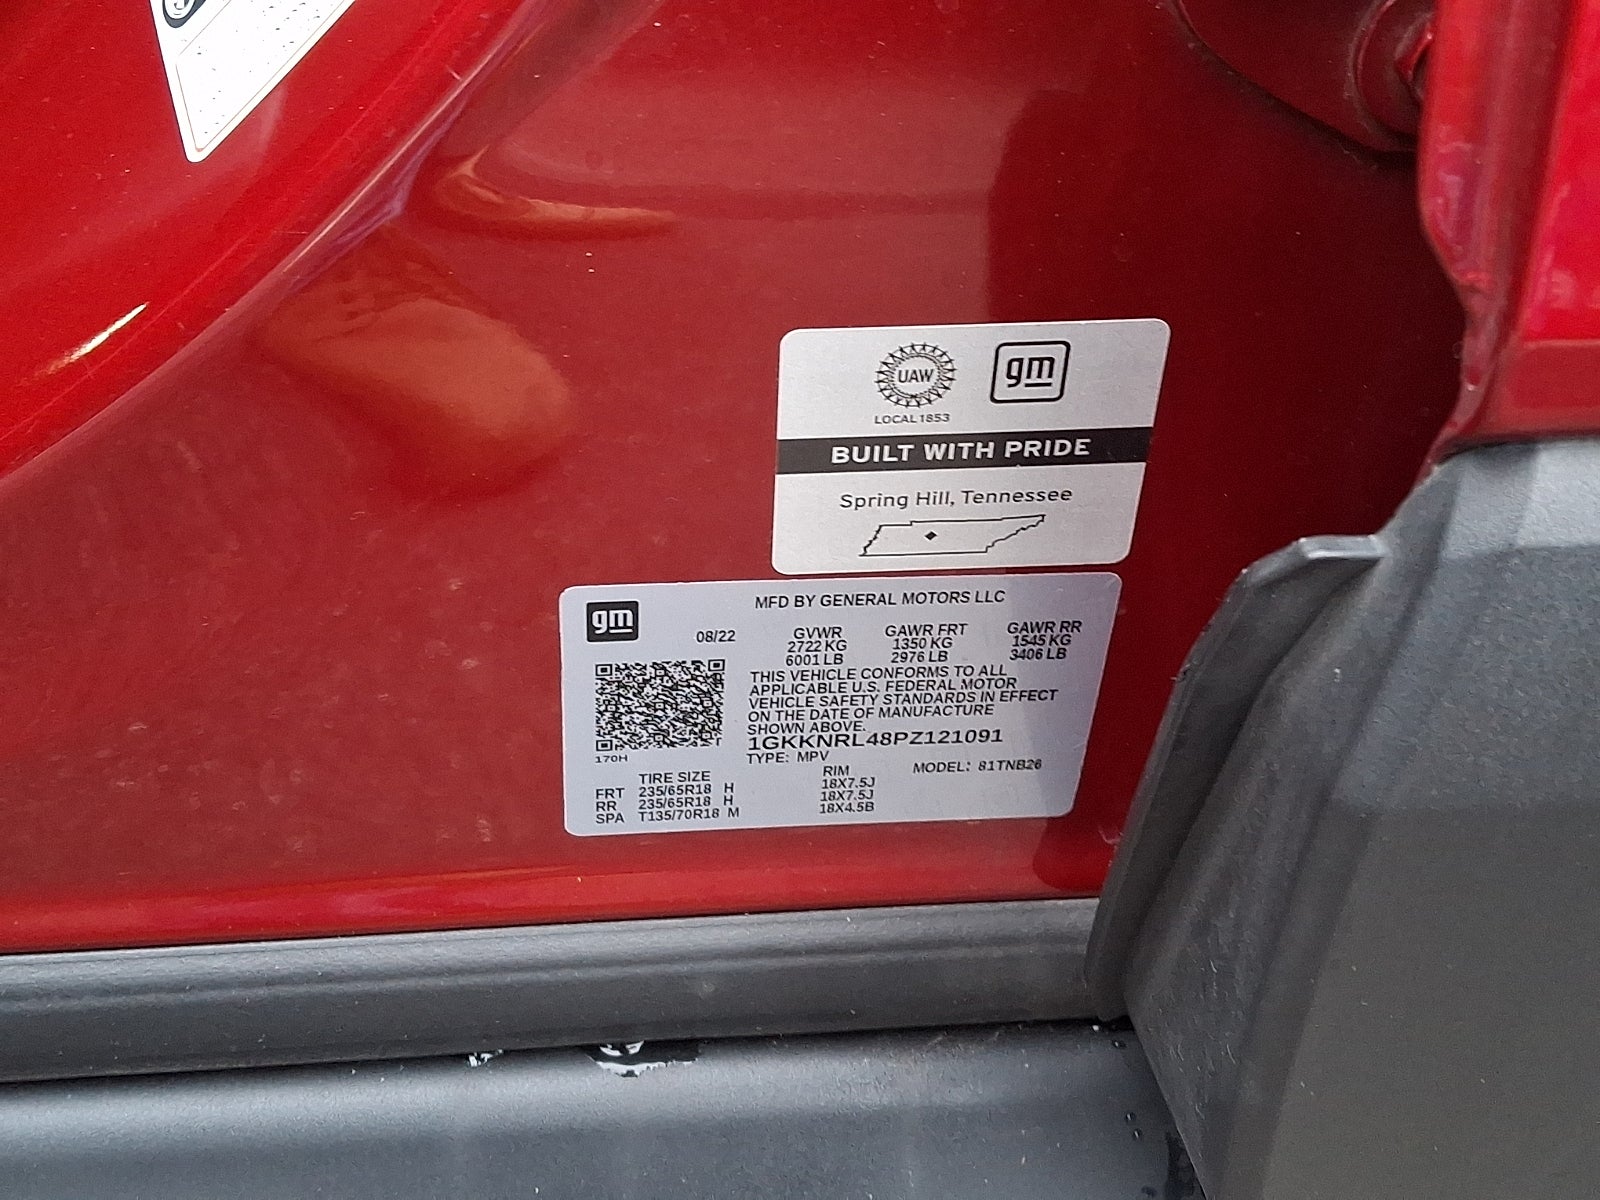 UAW
gm
LOCAL 1853
BUILT WITH PRIDE
Spring Hill, Tennessee
gm
MFD BY GENERAL MOTORS LLC
08/22
GVWR GAWR FRT GAWR RR
2722 KG 1350 KG 1545 KG
6001 LB 2976 LB 3406 LB
THIS VEHICLE CONFORMS TO ALL
APPLICABLE U.S. FEDERAL MOTOR
VEHICLE SAFETY STANDARDS IN EFFECT
ON THE DATE OF MANUFACTURE
SHOWN ABOVE.
1GKKNRL48PZ121091
170H
TYPE: MPV MODEL: 81TNB26
TIRE SIZE RIM
FRT 235/65R18 H 18X7.5J
RR 235/65R18 H 18X7.5J
SPA T135/70R18 M 18X4.5B